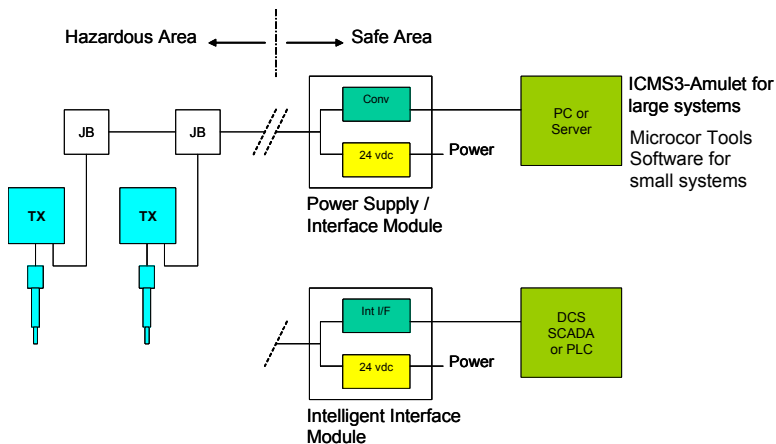 Hazardous Area
Safe Area
Conv
24 vdc
Power
Power Supply /
Interface Module
PC or
Server
ICMS3-Amulet for
large systems
Microcor Tools
Software for
small systems
JB
JB
TX
TX
Int I/F
24 vdc
Power
Intelligent Interface
Module
DCS
SCADA
or PLC